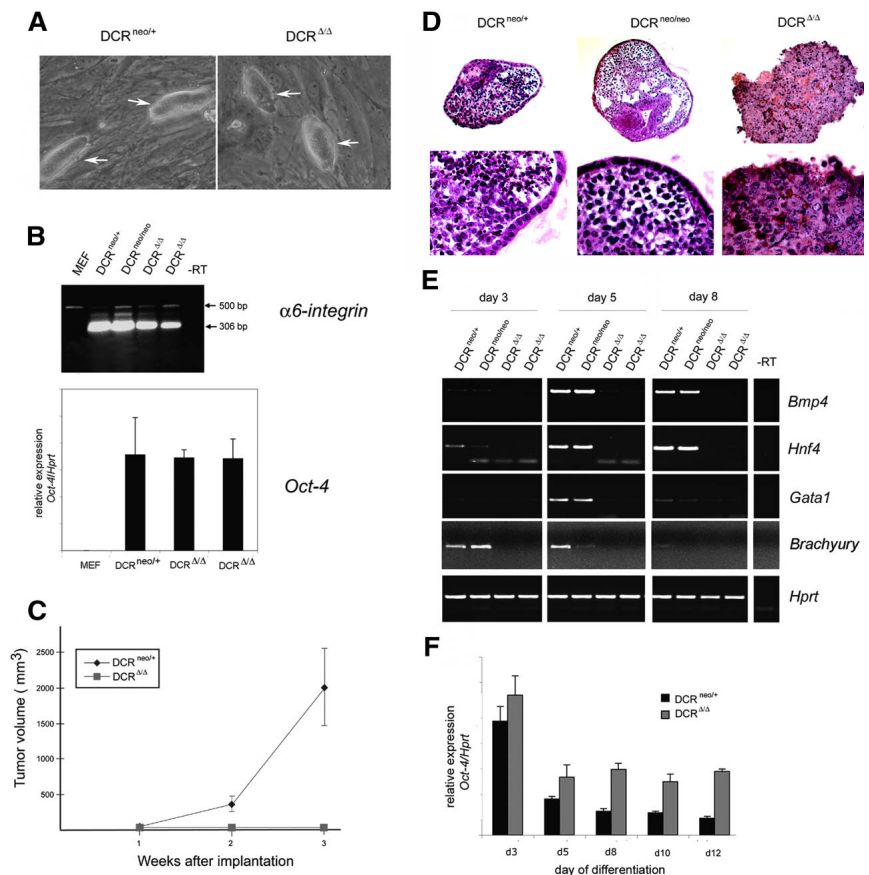 A
DCR neo/+
DCR Δ/Δ
B
MEF
DCR neo/+
DCR neo/neo
DCR Δ/Δ
DCR Δ/Δ
-RT
500 bp
306 bp
α6-integrin
relative expression
Oct-4/Hprt
Oct-4
MEF
DCR neo/+
DCR Δ/Δ
DCR Δ/Δ
C
Tumor volume ( mm3)
2500
2000
1500
1000
500
DCR neo/+
DCR Δ/Δ
1
2
3
Weeks after implantation
D
DCR neo/+
DCR neo/neo
DCR Δ/Δ
E
day 3
day 5
day 8
DCR neo/+
DCR neo/neo
DCR Δ/Δ
DCR Δ/Δ
DCR neo/+
DCR neo/neo
DCR Δ/Δ
DCR Δ/Δ
DCR neo/+
DCR neo/neo
DCR Δ/Δ
DCR Δ/Δ
-RT
Bmp4
Hnf4
Gata1
Brachyury
Hprt
F
relative expression
Oct-4/Hprt
DCR neo/+
DCR Δ/Δ
d3
d5
d8
d10
d12
day of differentiation